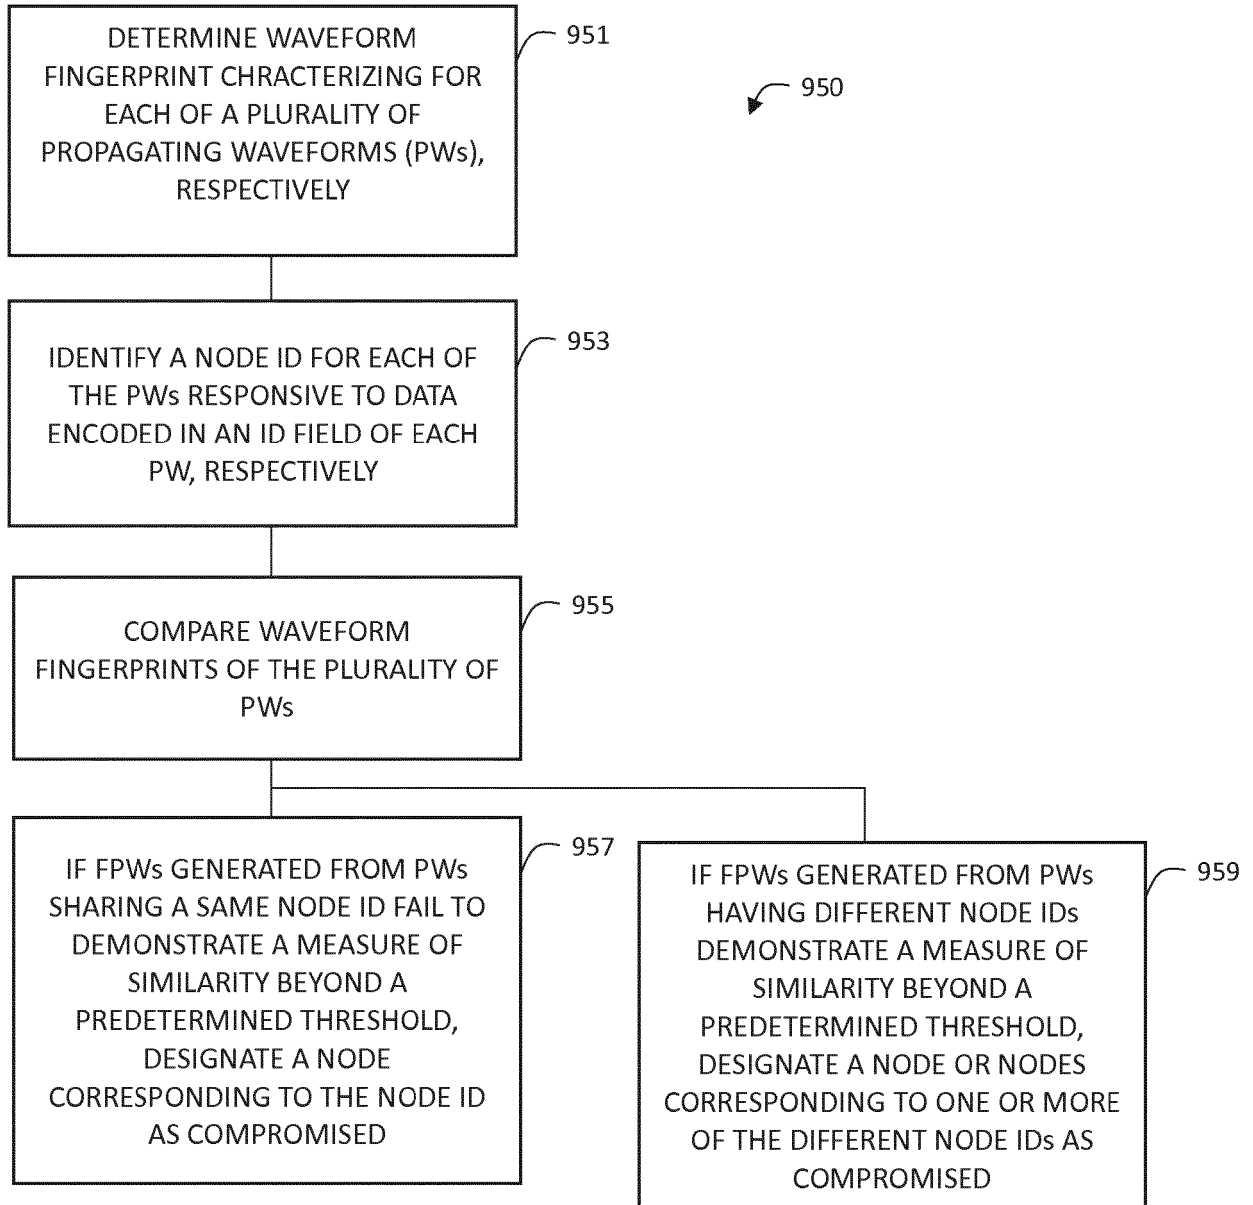 DETERMINE WAVEFORM
FINGERPRINT CHRACTERIZING FOR
EACH OF A PLURALITY OF
PROPAGATING WAVEFORMS (PWs),
RESPECTIVELY
951
950
IDENTIFY A NODE ID FOR EACH OF
THE PWs RESPONSIVE TO DATA
ENCODED IN AN ID FIELD OF EACH
PW, RESPECTIVELY
953
COMPARE WAVEFORM
FINGERPRINTS OF THE PLURALITY OF
PWs
955
IF FPWs GENERATED FROM PWs
SHARING A SAME NODE ID FAIL TO
DEMONSTRATE A MEASURE OF
SIMILARITY BEYOND A
PREDETERMINED THRESHOLD,
DESIGNATE A NODE
CORRESPONDING TO THE NODE ID
AS COMPROMISED
957
IF FPWs GENERATED FROM PWs
HAVING DIFFERENT NODE IDs
DEMONSTRATE A MEASURE OF
SIMILARITY BEYOND A
PREDETERMINED THRESHOLD,
DESIGNATE A NODE OR NODES
CORRESPONDING TO ONE OR MORE
OF THE DIFFERENT NODE IDs AS
COMPROMISED
959